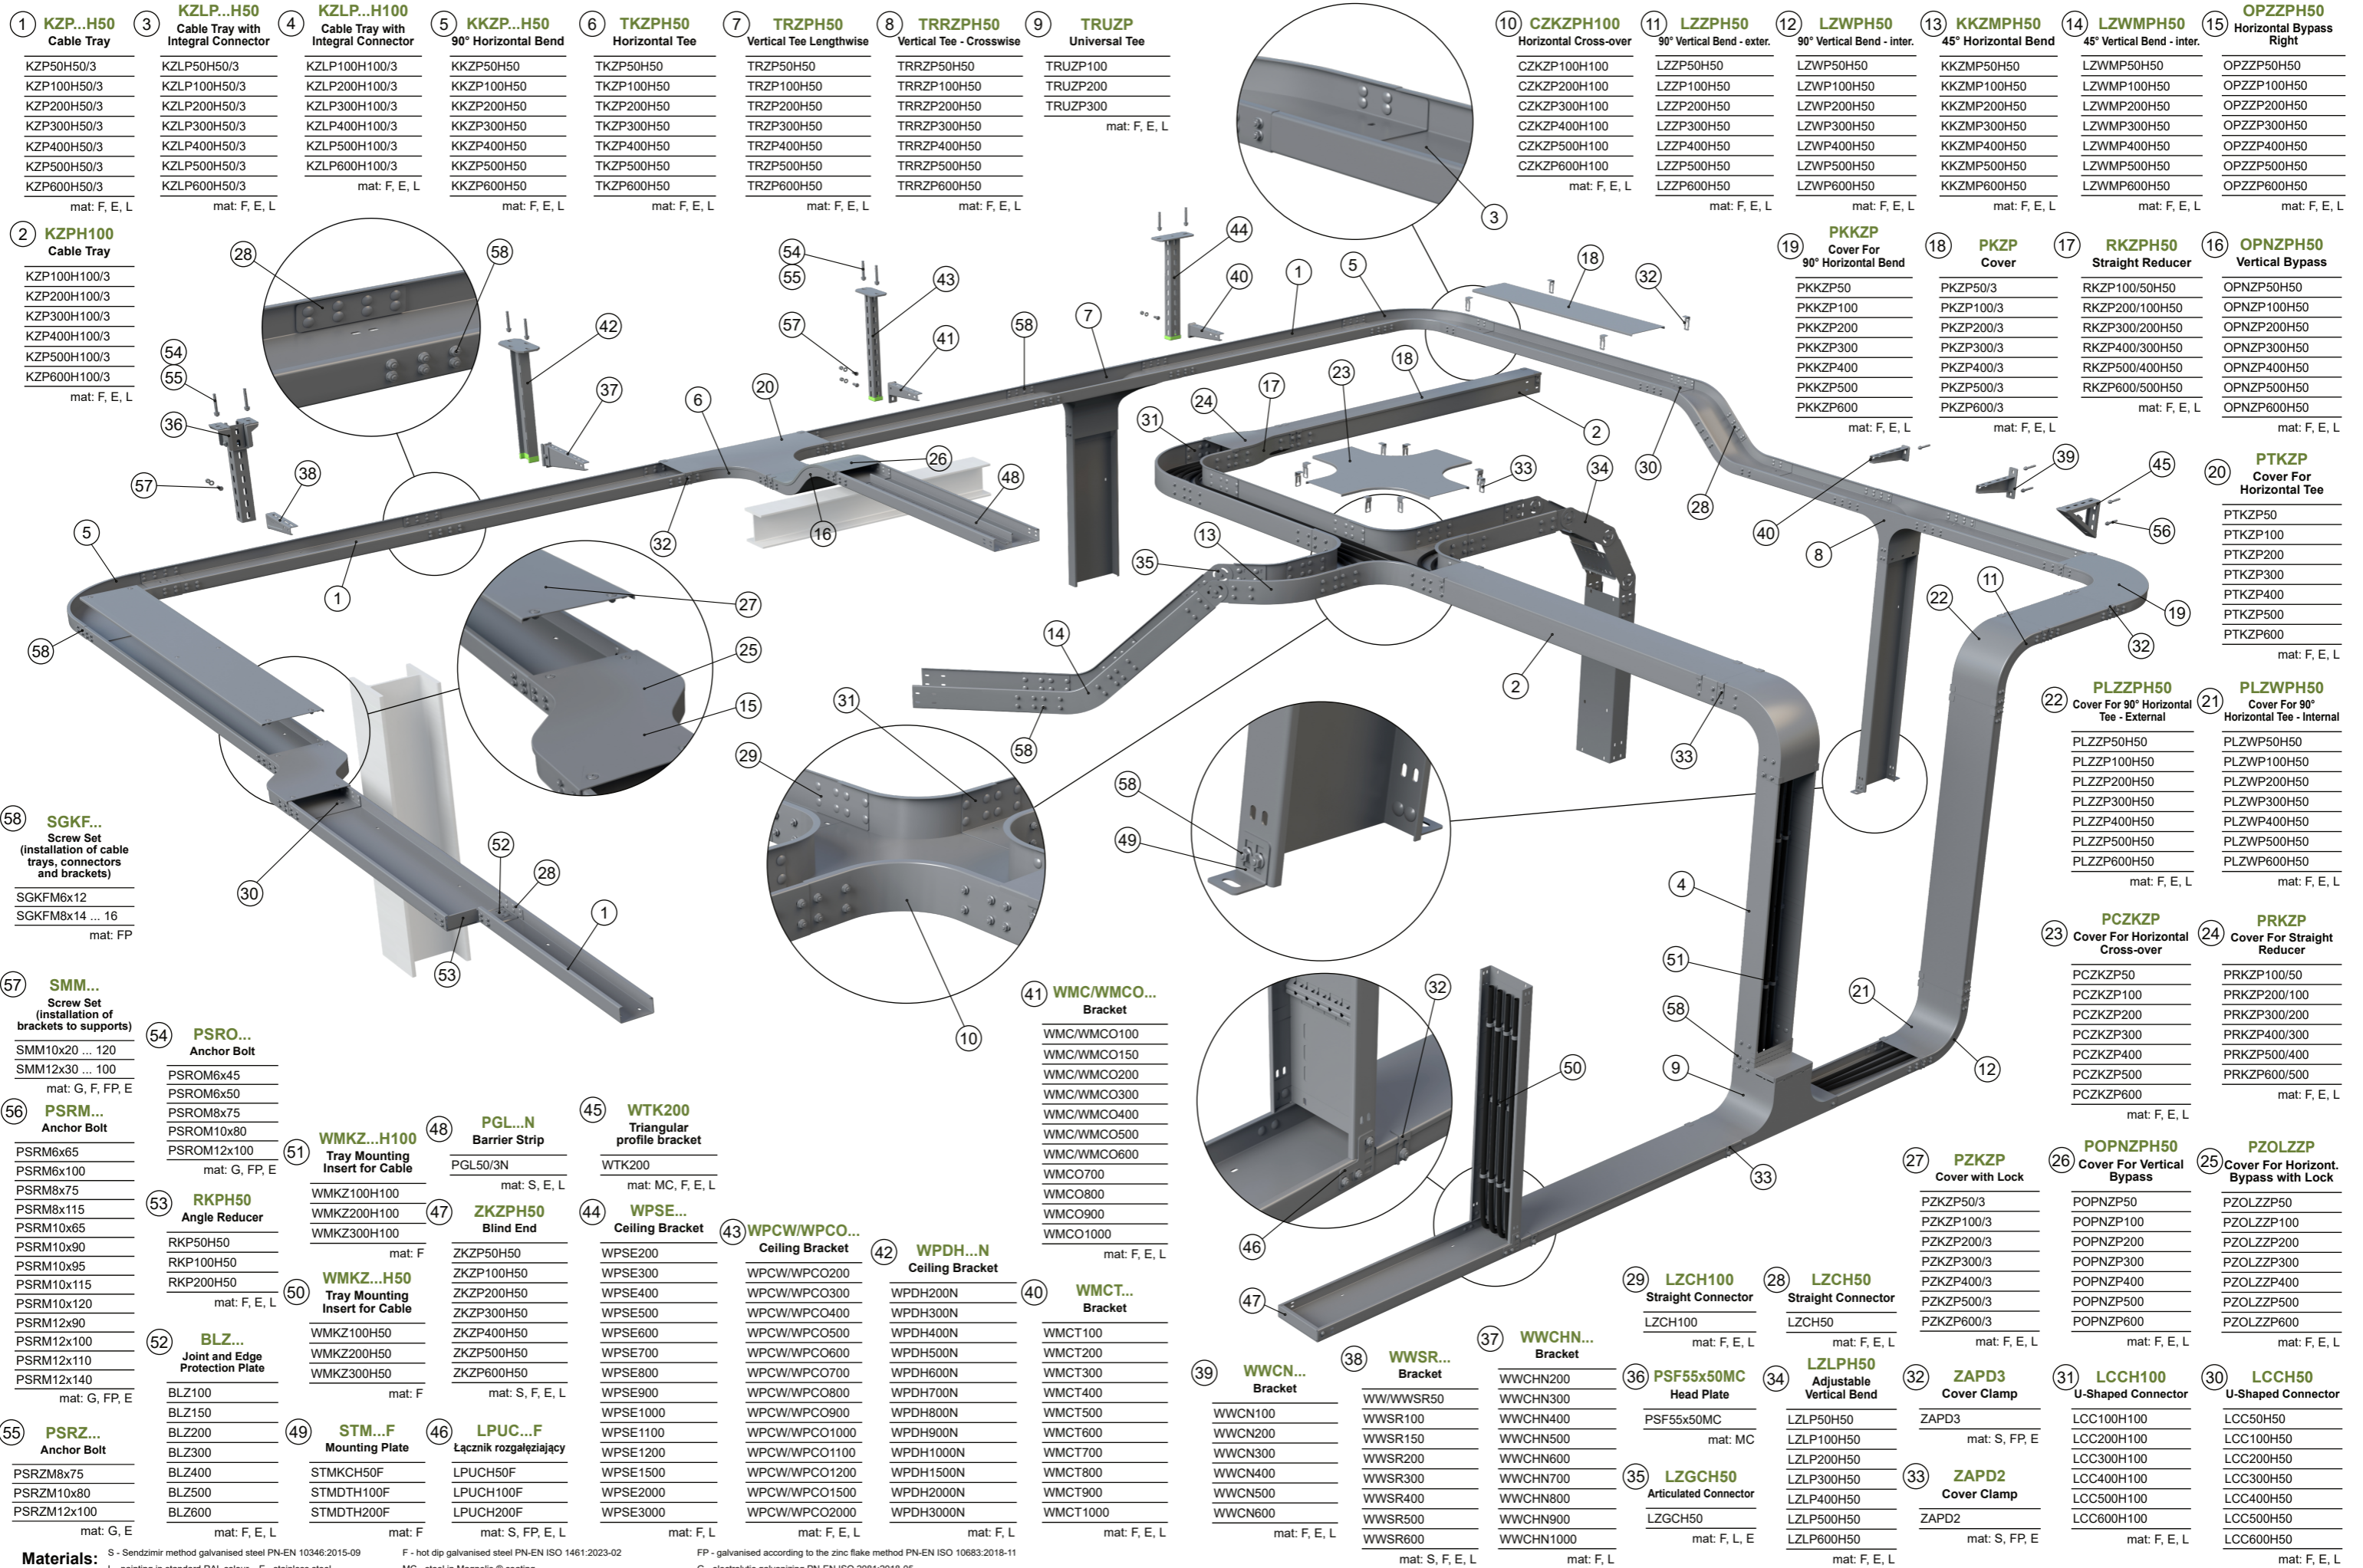 1 KZP...H50
Cable Tray
KZP50H50/3
KZP100H50/3
KZP200H50/3
KZP300H50/3
KZP400H50/3
KZP500H50/3
KZP600H50/3
mat: F, E, L
3 KZLP...H50
Cable Tray with
Integral Connector
KZLP50H50/3
KZLP100H50/3
KZLP200H50/3
KZLP300H50/3
KZLP400H50/3
KZLP500H50/3
KZLP600H50/3
mat: F, E, L
4 KZLP...H100
Cable Tray with
Integral Connector
KZLP100H100/3
KZLP200H100/3
KZLP300H100/3
KZLP400H100/3
KZLP500H100/3
KZLP600H100/3
mat: F, E, L
5 KKZP...H50
90° Horizontal Bend
KKZP50H50
KKZP100H50
KKZP200H50
KKZP300H50
KKZP400H50
KKZP500H50
KKZP600H50
mat: F, E, L
6 TKZPH50
Horizontal Tee
TKZP50H50
TKZP100H50
TKZP200H50
TKZP300H50
TKZP400H50
TKZP500H50
TKZP600H50
mat: F, E, L
7 TRZPH50
Vertical Tee Lengthwise
TRZP50H50
TRZP100H50
TRZP200H50
TRZP300H50
TRZP400H50
TRZP500H50
TRZP600H50
mat: F, E, L
8 TRRZPH50
Vertical Tee - Crosswise
TRRZP50H50
TRRZP100H50
TRRZP200H50
TRRZP300H50
TRRZP400H50
TRRZP500H50
TRRZP600H50
mat: F, E, L
9 TRUZP
Universal Tee
TRUZP100
TRUZP200
TRUZP300
mat: F, E, L
10 CZKZPH100
Horizontal Cross-over
CZKZP100H100
CZKZP200H100
CZKZP300H100
CZKZP400H100
CZKZP500H100
CZKZP600H100
mat: F, E, L
11 LZZPH50
90° Vertical Bend - exter.
LZZP50H50
LZZP100H50
LZZP200H50
LZZP300H50
LZZP400H50
LZZP500H50
LZZP600H50
mat: F, E, L
12 LZWPH50
90° Vertical Bend - inter.
LZWP50H50
LZWP100H50
LZWP200H50
LZWP300H50
LZWP400H50
LZWP500H50
LZWP600H50
mat: F, E, L
13 KKZMPH50
45° Horizontal Bend
KKZMP50H50
KKZMP100H50
KKZMP200H50
KKZMP300H50
KKZMP400H50
KKZMP500H50
KKZMP600H50
mat: F, E, L
14 LZWMPH50
45° Vertical Bend - inter.
LZWMP50H50
LZWMP100H50
LZWMP200H50
LZWMP300H50
LZWMP400H50
LZWMP500H50
LZWMP600H50
mat: F, E, L
15 OPZZPH50
Horizontal Bypass
Right
OPZZP50H50
OPZZP100H50
OPZZP200H50
OPZZP300H50
OPZZP400H50
OPZZP500H50
OPZZP600H50
mat: F, E, L
2 KZPH100
Cable Tray
KZP100H100/3
KZP200H100/3
KZP300H100/3
KZP400H100/3
KZP500H100/3
KZP600H100/3
mat: F, E, L
19 PKKZP
Cover For
90° Horizontal Bend
PKKZP50
PKKZP100
PKKZP200
PKKZP300
PKKZP400
PKKZP500
PKKZP600
mat: F, E, L
18 PKZP
Cover
PKZP50/3
PKZP100/3
PKZP200/3
PKZP300/3
PKZP400/3
PKZP500/3
PKZP600/3
mat: F, E, L
17 RKZPH50
Straight Reducer
RKZP100/50H50
RKZP200/100H50
RKZP300/200H50
RKZP400/300H50
RKZP500/400H50
RKZP600/500H50
mat: F, E, L
16 OPNZPH50
Vertical Bypass
OPNZP50H50
OPNZP100H50
OPNZP200H50
OPNZP300H50
OPNZP400H50
OPNZP500H50
OPNZP600H50
mat: F, E, L
20 PTKZP
Cover For
Horizontal Tee
PTKZP50
PTKZP100
PTKZP200
PTKZP300
PTKZP400
PTKZP500
PTKZP600
mat: F, E, L
22 PLZZPH50
Cover For 90° Horizontal
Tee - External
PLZZP50H50
PLZZP100H50
PLZZP200H50
PLZZP300H50
PLZZP400H50
PLZZP500H50
PLZZP600H50
mat: F, E, L
21 PLZWPH50
Cover For 90°
Horizontal Tee - Internal
PLZWP50H50
PLZWP100H50
PLZWP200H50
PLZWP300H50
PLZWP400H50
PLZWP500H50
PLZWP600H50
mat: F, E, L
23 PCZKZP
Cover For Horizontal
Cross-over
PCZKZP50
PCZKZP100
PCZKZP200
PCZKZP300
PCZKZP400
PCZKZP500
PCZKZP600
mat: F, E, L
24 PRKZP
Cover For Straight
Reducer
PRKZP100/50
PRKZP200/100
PRKZP300/200
PRKZP400/300
PRKZP500/400
PRKZP600/500
mat: F, E, L
27 PZKZP
Cover with Lock
PZKZP50/3
PZKZP100/3
PZKZP200/3
PZKZP300/3
PZKZP400/3
PZKZP500/3
PZKZP600/3
mat: F, E, L
26 POPNZPH50
Cover For Vertical
Bypass
POPNZP50
POPNZP100
POPNZP200
POPNZP300
POPNZP400
POPNZP500
POPNZP600
mat: F, E, L
25 PZOLZZP
Cover For Horizont.
Bypass with Lock
PZOLZZP50
PZOLZZP100
PZOLZZP200
PZOLZZP300
PZOLZZP400
PZOLZZP500
PZOLZZP600
mat: F, E, L
58 SGKF...
Screw Set
(installation of cable
trays, connectors
and brackets)
SGKFM6x12
SGKFM8x14 ... 16
mat: FP
57 SMM...
Screw Set
(installation of
brackets to supports)
SMM10x20 ... 120
SMM12x30 ... 100
mat: G, F, FP, E
56 PSRM...
Anchor Bolt
PSRM6x65
PSRM6x100
PSRM8x75
PSRM8x115
PSRM10x65
PSRM10x90
PSRM10x95
PSRM10x115
PSRM10x120
PSRM12x90
PSRM12x100
PSRM12x110
PSRM12x140
mat: G, FP, E
55 PSRZ...
Anchor Bolt
PSRZM8x75
PSRZM10x80
PSRZM12x100
mat: G, E
54 PSRO...
Anchor Bolt
PSROM6x45
PSROM6x50
PSROM8x75
PSROM10x80
PSROM12x100
mat: G, FP, E
53 RKPH50
Angle Reducer
RKP50H50
RKP100H50
RKP200H50
mat: F, E, L
52 BLZ...
Joint and Edge
Protection Plate
BLZ100
BLZ150
BLZ200
BLZ300
BLZ400
BLZ500
BLZ600
mat: F, E, L
51 WMKZ...H100
Tray Mounting
Insert for Cable
WMKZ100H100
WMKZ200H100
WMKZ300H100
mat: F
50 WMKZ...H50
Tray Mounting
Insert for Cable
WMKZ100H50
WMKZ200H50
WMKZ300H50
mat: F
49 STM...F
Mounting Plate
STMKCH50F
STMDTH100F
STMDTH200F
mat: F
48 PGL...N
Barrier Strip
PGL50/3N
mat: S, E, L
47 ZKZPH50
Blind End
ZKZP50H50
ZKZP100H50
ZKZP200H50
ZKZP300H50
ZKZP400H50
ZKZP500H50
ZKZP600H50
mat: S, F, E, L
46 LPUC...F
Łącznik rozgałęziający
LPUCH50F
LPUCH100F
LPUCH200F
mat: S, FP, E, L
45 WTK200
Triangular
profile bracket
WTK200
mat: MC, F, E, L
44 WPSE...
Ceiling Bracket
WPSE200
WPSE300
WPSE400
WPSE500
WPSE600
WPSE700
WPSE800
WPSE900
WPSE1000
WPSE1100
WPSE1200
WPSE1500
WPSE2000
WPSE3000
mat: F, L
43 WPCW/WPCO...
Ceiling Bracket
WPCW/WPCO200
WPCW/WPCO300
WPCW/WPCO400
WPCW/WPCO500
WPCW/WPCO600
WPCW/WPCO700
WPCW/WPCO800
WPCW/WPCO900
WPCW/WPCO1000
WPCW/WPCO1100
WPCW/WPCO1200
WPCW/WPCO1500
WPCW/WPCO2000
mat: F, E, L
42 WPDH...N
Ceiling Bracket
WPDH200N
WPDH300N
WPDH400N
WPDH500N
WPDH600N
WPDH700N
WPDH800N
WPDH900N
WPDH1000N
WPDH1500N
WPDH2000N
WPDH3000N
mat: F, L
41 WMC/WMCO...
Bracket
WMC/WMCO100
WMC/WMCO150
WMC/WMCO200
WMC/WMCO300
WMC/WMCO400
WMC/WMCO500
WMC/WMCO600
WMCO700
WMCO800
WMCO900
WMCO1000
mat: F, E, L
40 WMCT...
Bracket
WMCT100
WMCT200
WMCT300
WMCT400
WMCT500
WMCT600
WMCT700
WMCT800
WMCT900
WMCT1000
mat: F, E, L
39 WWCN...
Bracket
WWCN100
WWCN200
WWCN300
WWCN400
WWCN500
WWCN600
mat: F, E, L
38 WWSR...
Bracket
WW/WWSR50
WWSR100
WWSR150
WWSR200
WWSR300
WWSR400
WWSR500
WWSR600
mat: S, F, E, L
37 WWCHN...
Bracket
WWCHN200
WWCHN300
WWCHN400
WWCHN500
WWCHN600
WWCHN700
WWCHN800
WWCHN900
WWCHN1000
mat: F, L
29 LZCH100
Straight Connector
LZCH100
mat: F, E, L
28 LZCH50
Straight Connector
LZCH50
mat: F, E, L
36 PSF55x50MC
Head Plate
PSF55x50MC
mat: MC
35 LZGCH50
Articulated Connector
LZGCH50
mat: F, L, E
34 LZLPH50
Adjustable
Vertical Bend
LZLP50H50
LZLP100H50
LZLP200H50
LZLP300H50
LZLP400H50
LZLP500H50
LZLP600H50
mat: F, E, L
32 ZAPD3
Cover Clamp
ZAPD3
mat: S, FP, E
33 ZAPD2
Cover Clamp
ZAPD2
mat: S, FP, E
31 LCCH100
U-Shaped Connector
LCC100H100
LCC200H100
LCC300H100
LCC400H100
LCC500H100
LCC600H100
mat: F, E, L
30 LCCH50
U-Shaped Connector
LCC50H50
LCC100H50
LCC200H50
LCC300H50
LCC400H50
LCC500H50
LCC600H50
mat: F, E, L
Materials: S - Sendzimir method galvanised steel PN-EN 10346:2015-09
F - hot dip galvanised steel PN-EN ISO 1461:2023-02
FP - galvanised according to the zinc flake method PN-EN ISO 10683:2018-11